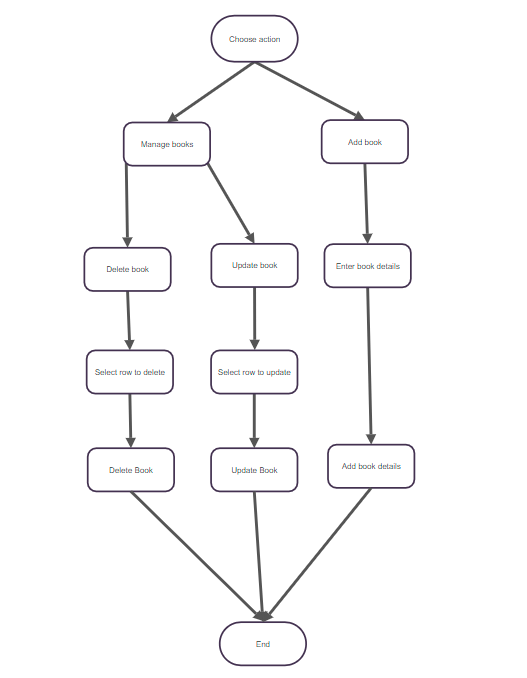 Choose action
Manage books
Add book
Delete book
Update book
Enter book details
Select row to delete
Select row to update
Delete Book
Update Book
Add book details
End